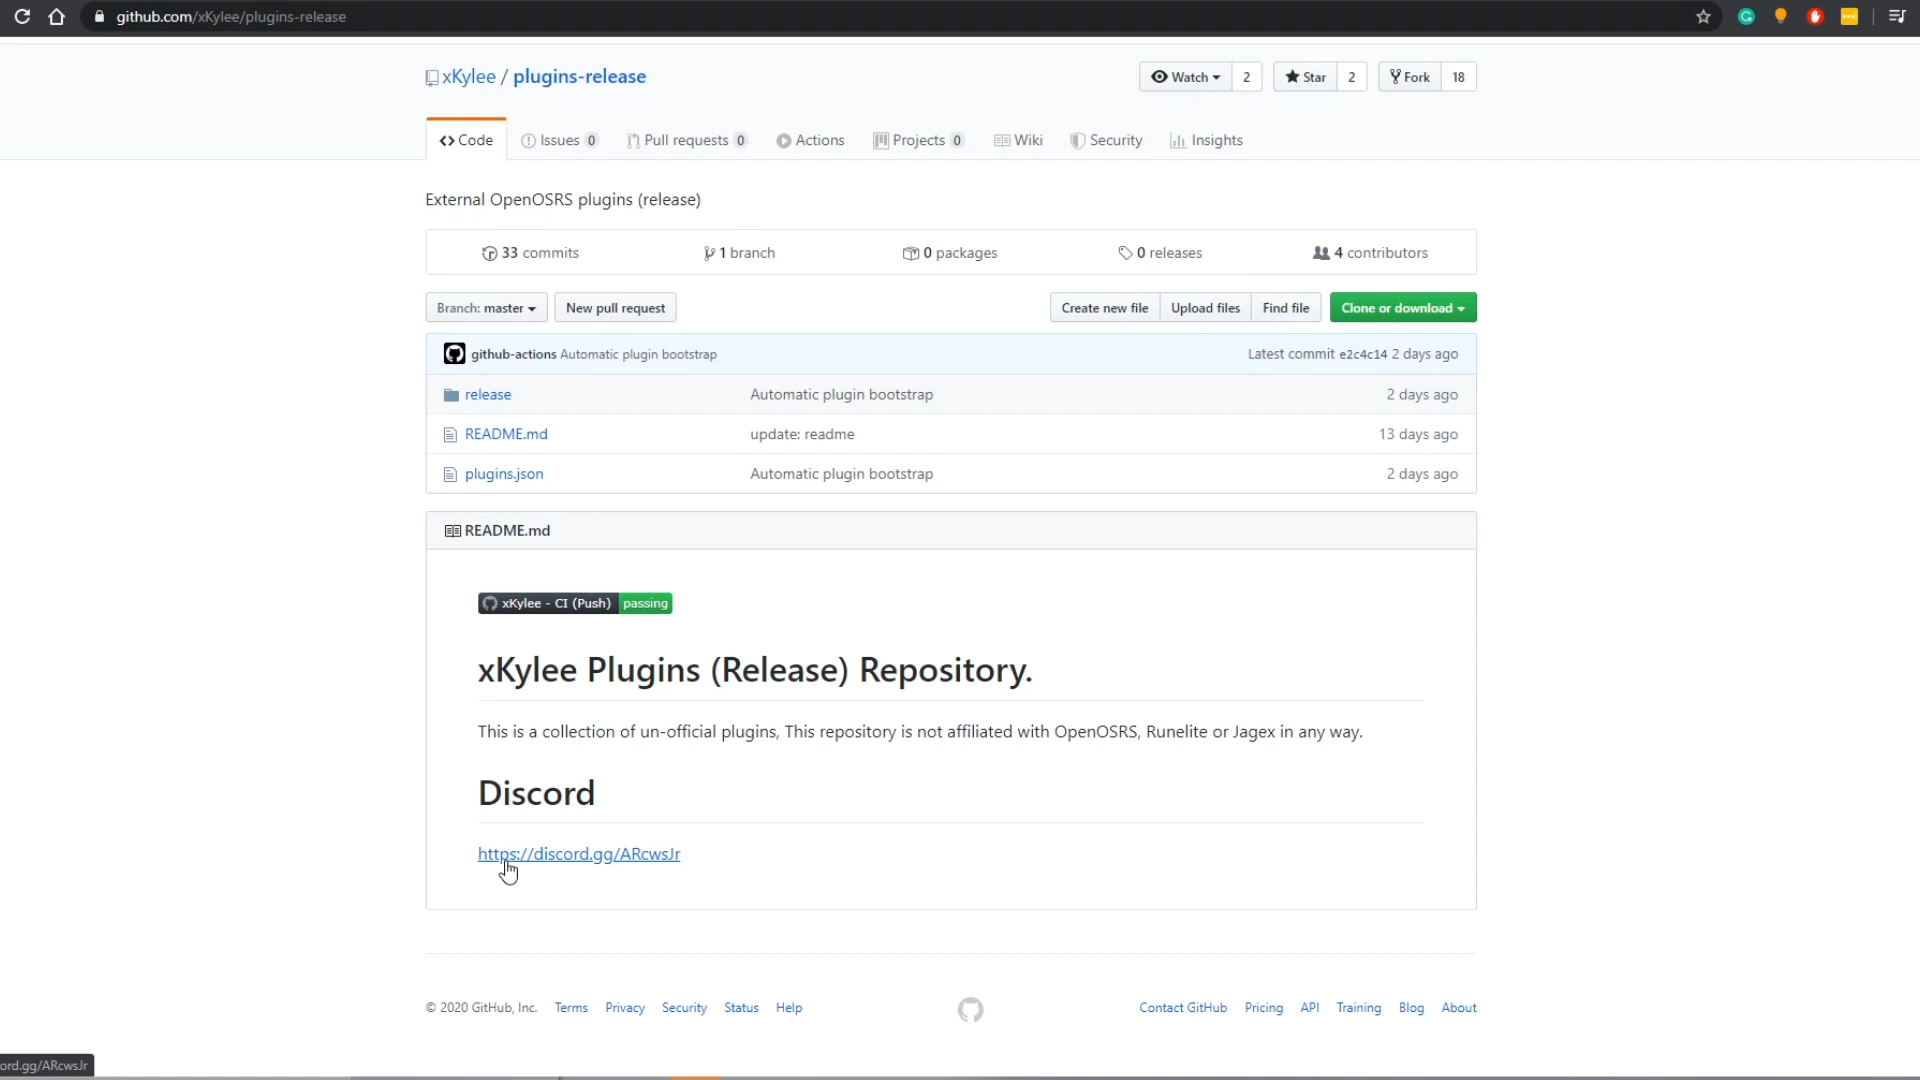 github.com/xKylee/plugins-release
xKylee / plugins-release
Watch 2 Star 2 Fork 18
Code Issues 0 Pull requests 0 Actions Projects 0 Wiki Security Insights
External OpenOSRS plugins (release)
33 commits 1 branch 0 packages 0 releases 4 contributors
Branch: master New pull request Create new file Upload files Find file Clone or download
github-actions Automatic plugin bootstrap Latest commit e2c4c14 2 days ago
release Automatic plugin bootstrap 2 days ago
README.md update: readme 13 days ago
plugins.json Automatic plugin bootstrap 2 days ago
README.md
xKylee - CI (Push) passing
xKylee Plugins (Release) Repository.
This is a collection of un-official plugins, This repository is not affiliated with OpenOSRS, Runelite or Jagex in any way.
Discord
https://discord.gg/ARcwsJr
© 2020 GitHub, Inc. Terms Privacy Security Status Help Contact GitHub Pricing API Training Blog About
ord.gg/ARcwsJr